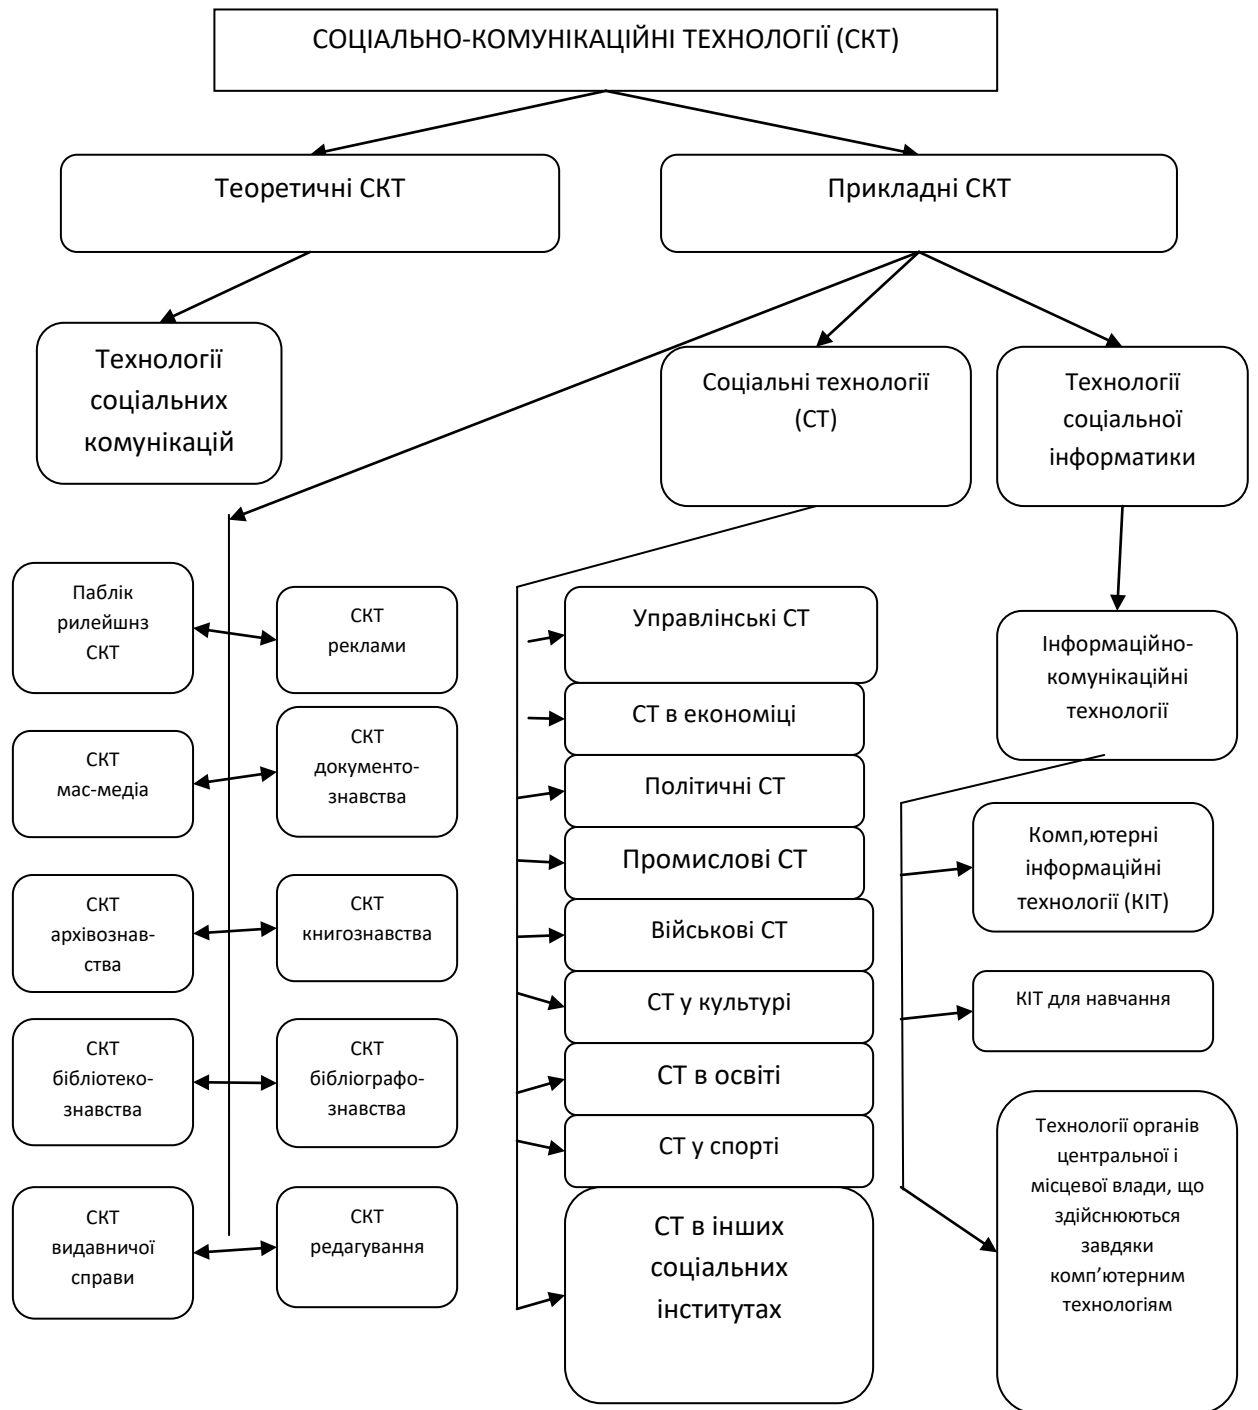 СОЦІАЛЬНО-КОМУНІКАЦІЙНІ ТЕХНОЛОГІЇ (СКТ)
Теоретичні СКТ
Прикладні СКТ
Технології
соціальних
комунікацій
Соціальні технології
(СТ)
Технології
соціальної
інформатики
Паблік
рилейшнз
СКТ
СКТ
реклами
СКТ
мас-медіа
СКТ
документо-
знавства
СКТ
архівознав-
ства
СКТ
книгознавства
СКТ
бібліотеко-
знавства
СКТ
бібліографо-
знавства
СКТ
видавничої
справи
СКТ
редагування
Управлінські СТ
СТ в економіці
Політичні СТ
Промислові СТ
Військові СТ
СТ у культурі
СТ в освіті
СТ у спорті
СТ в інших
соціальних
інститутах
Інформаційно-
комунікаційні
технології
Комп,ютерні
інформаційні
технології (КІТ)
КІТ для навчання
Технології органів
центральної і
місцевої влади, що
здійснюються
завдяки
комп’ютерним
технологіям